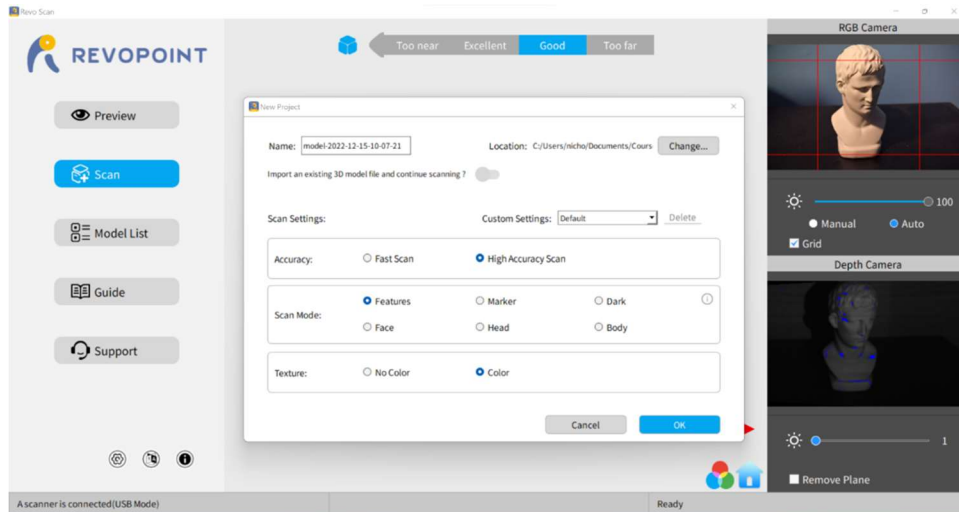 Revo Scan
REVOPOINT
Too near Excellent Good Too far
RGB Camera
Preview
Scan
Model List
Guide
Support
New Project
Name: model-2022-12-15-10-07-21 Location: C:/Users/nicho/Documents/Cours Change...
Import an existing 3D model file and continue scanning ?
Scan Settings: Custom Settings: Default Delete
Accuracy: Fast Scan High Accuracy Scan
Scan Mode: Features Marker Dark
Face Head Body
Texture: No Color Color
Cancel OK
100
Manual Auto
Grid
Depth Camera
1
Remove Plane
A scanner is connected(USB Mode) Ready